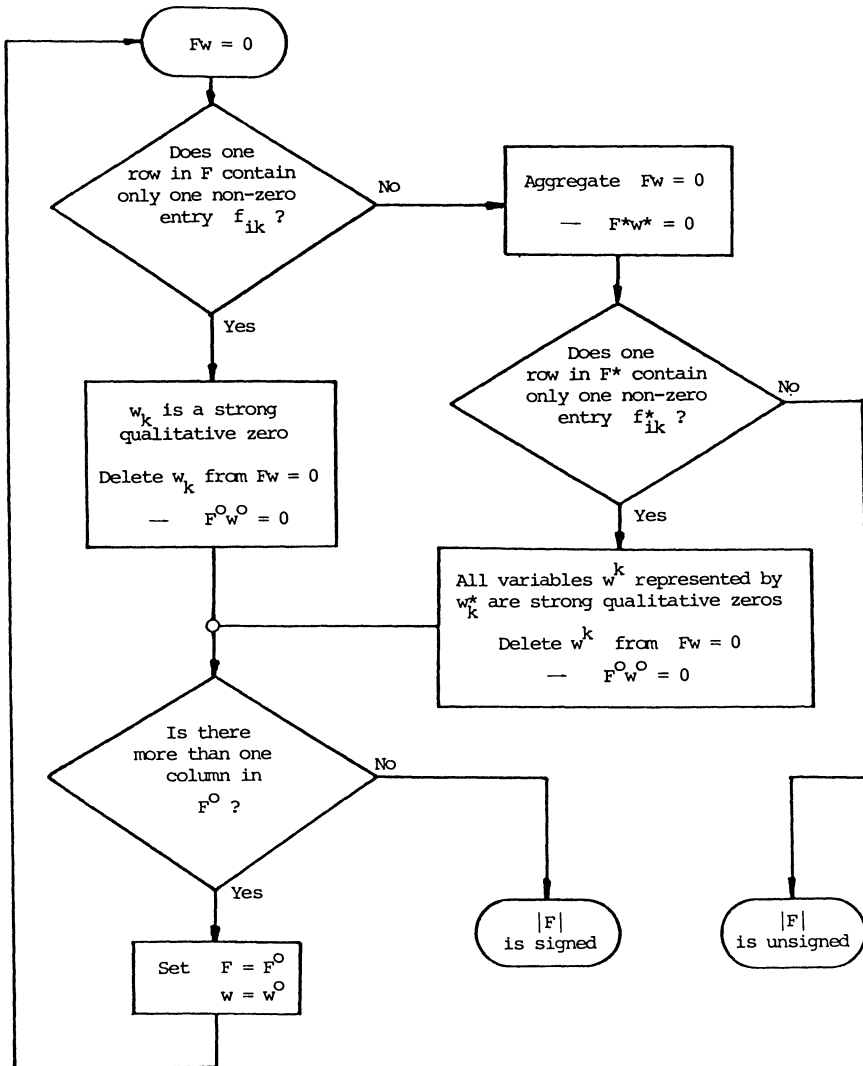 Fw = 0
Does one
row in F contain
only one non-zero
entry f_ik ?
No
Aggregate Fw = 0
— F*w* = 0
Yes
Does one
row in F* contain
only one non-zero
entry f*_ik ?
No
w_k is a strong
qualitative zero
Delete w_k from Fw = 0
— F^O w^O = 0
Yes
All variables w^k represented by
w*_k are strong qualitative zeros
Delete w^k from Fw = 0
— F^O w^O = 0
Is there
more than one
column in
F^O ?
No
Yes
|F|
is signed
|F|
is unsigned
Set F = F^O
w = w^O